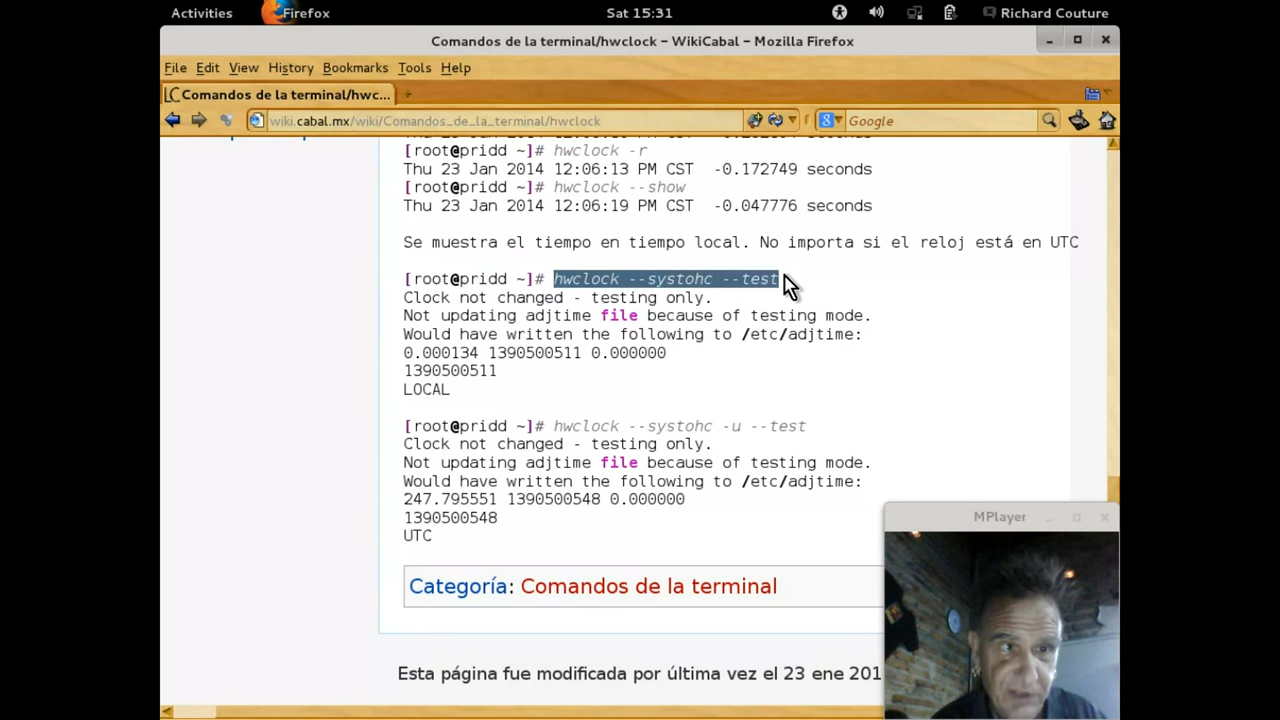 Activities Firefox Sat 15:31 Richard Couture
Comandos de la terminal/hwclock – WikiCabal – Mozilla Firefox
File Edit View History Bookmarks Tools Help
Comandos de la terminal/hwc...
wiki.cabal.mx/wiki/Comandos_de_la_terminal/hwclock Google
[root@pridd ~]# hwclock -r
Thu 23 Jan 2014 12:06:13 PM CST -0.172749 seconds
[root@pridd ~]# hwclock --show
Thu 23 Jan 2014 12:06:19 PM CST -0.047776 seconds
Se muestra el tiempo en tiempo local. No importa si el reloj está en UTC
[root@pridd ~]# hwclock --systohc --test
Clock not changed - testing only.
Not updating adjtime file because of testing mode.
Would have written the following to /etc/adjtime:
0.000134 1390500511 0.000000
1390500511
LOCAL
[root@pridd ~]# hwclock --systohc -u --test
Clock not changed - testing only.
Not updating adjtime file because of testing mode.
Would have written the following to /etc/adjtime:
247.795551 1390500548 0.000000
1390500548
UTC
MPlayer
Categoría: Comandos de la terminal
Esta página fue modificada por última vez el 23 ene 201